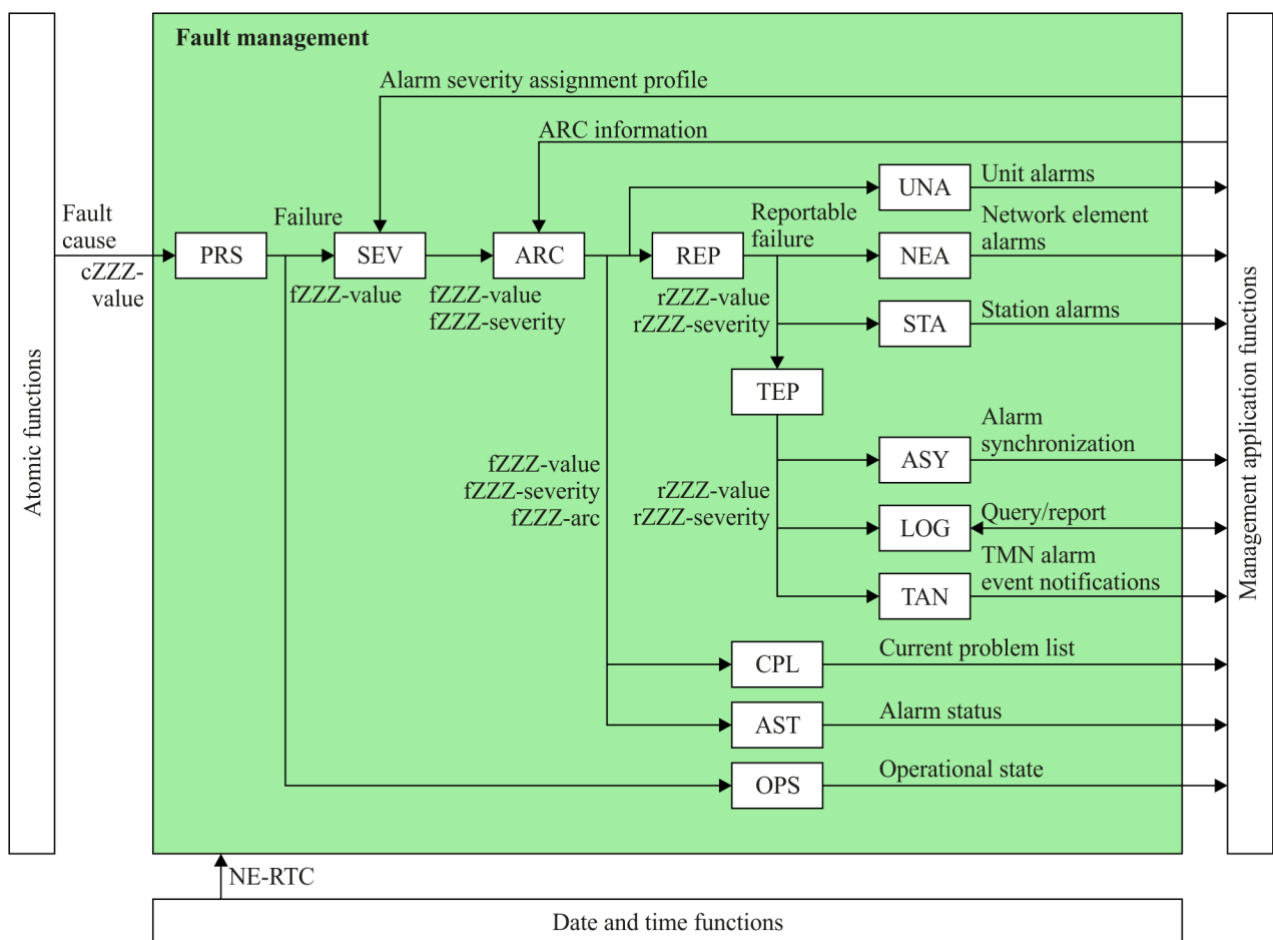 Fault management
Alarm severity assignment profile
ARC information
UNA
Unit alarms
Fault
cause
cZZZ-
value
PRS
Failure
fZZZ-value
SEV
fZZZ-value
fZZZ-severity
ARC
REP
Reportable
failure
rZZZ-value
rZZZ-severity
NEA
Network element
alarms
STA
Station alarms
TEP
fZZZ-value
fZZZ-severity
fZZZ-arc
rZZZ-value
rZZZ-severity
ASY
Alarm
synchronization
LOG
Query/report
TAN
TMN alarm
event notifications
CPL
Current problem list
AST
Alarm status
OPS
Operational state
Atomic functions
Management application functions
NE-RTC
Date and time functions